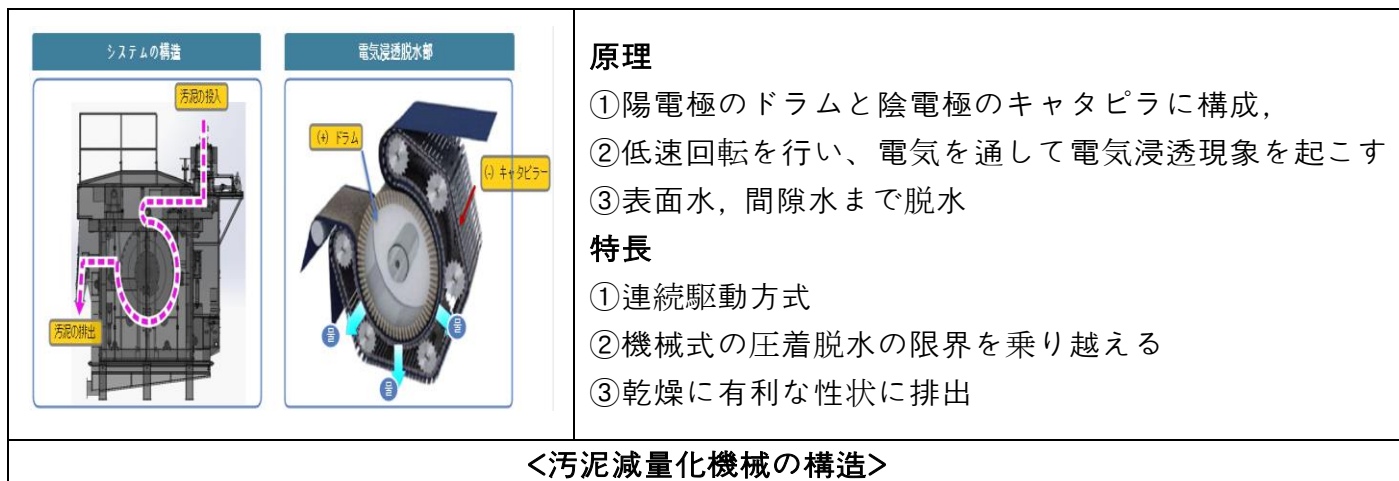 システムの構造
電気浸透脱水部
汚泥の投入
(+) ドラム
(-) キャタピラー
汚泥の排出
물
물
물
原理
①陽電極のドラムと陰電極のキャタピラに構成,
②低速回転を行い、電気を通して電気浸透現象を起こす
③表面水, 間隙水まで脱水
特長
①連続駆動方式
②機械式の圧着脱水の限界を乗り越える
③乾燥に有利な性状に排出
<汚泥減量化機械の構造>